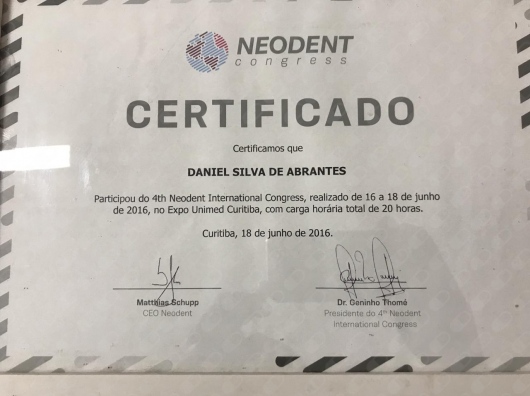 NEODENT
congress
CERTIFICADO
Certificamos que
DANIEL SILVA DE ABRANTES
Participou do 4th Neodent International Congress, realizado de 16 a 18 de junho
de 2016, no Expo Unimed Curitiba, com carga horária total de 20 horas.
Curitiba, 18 de junho de 2016.
Matthias Schupp
CEO Neodent
Dr. Geninho Thomé
Presidente do 4º Neodent
International Congress